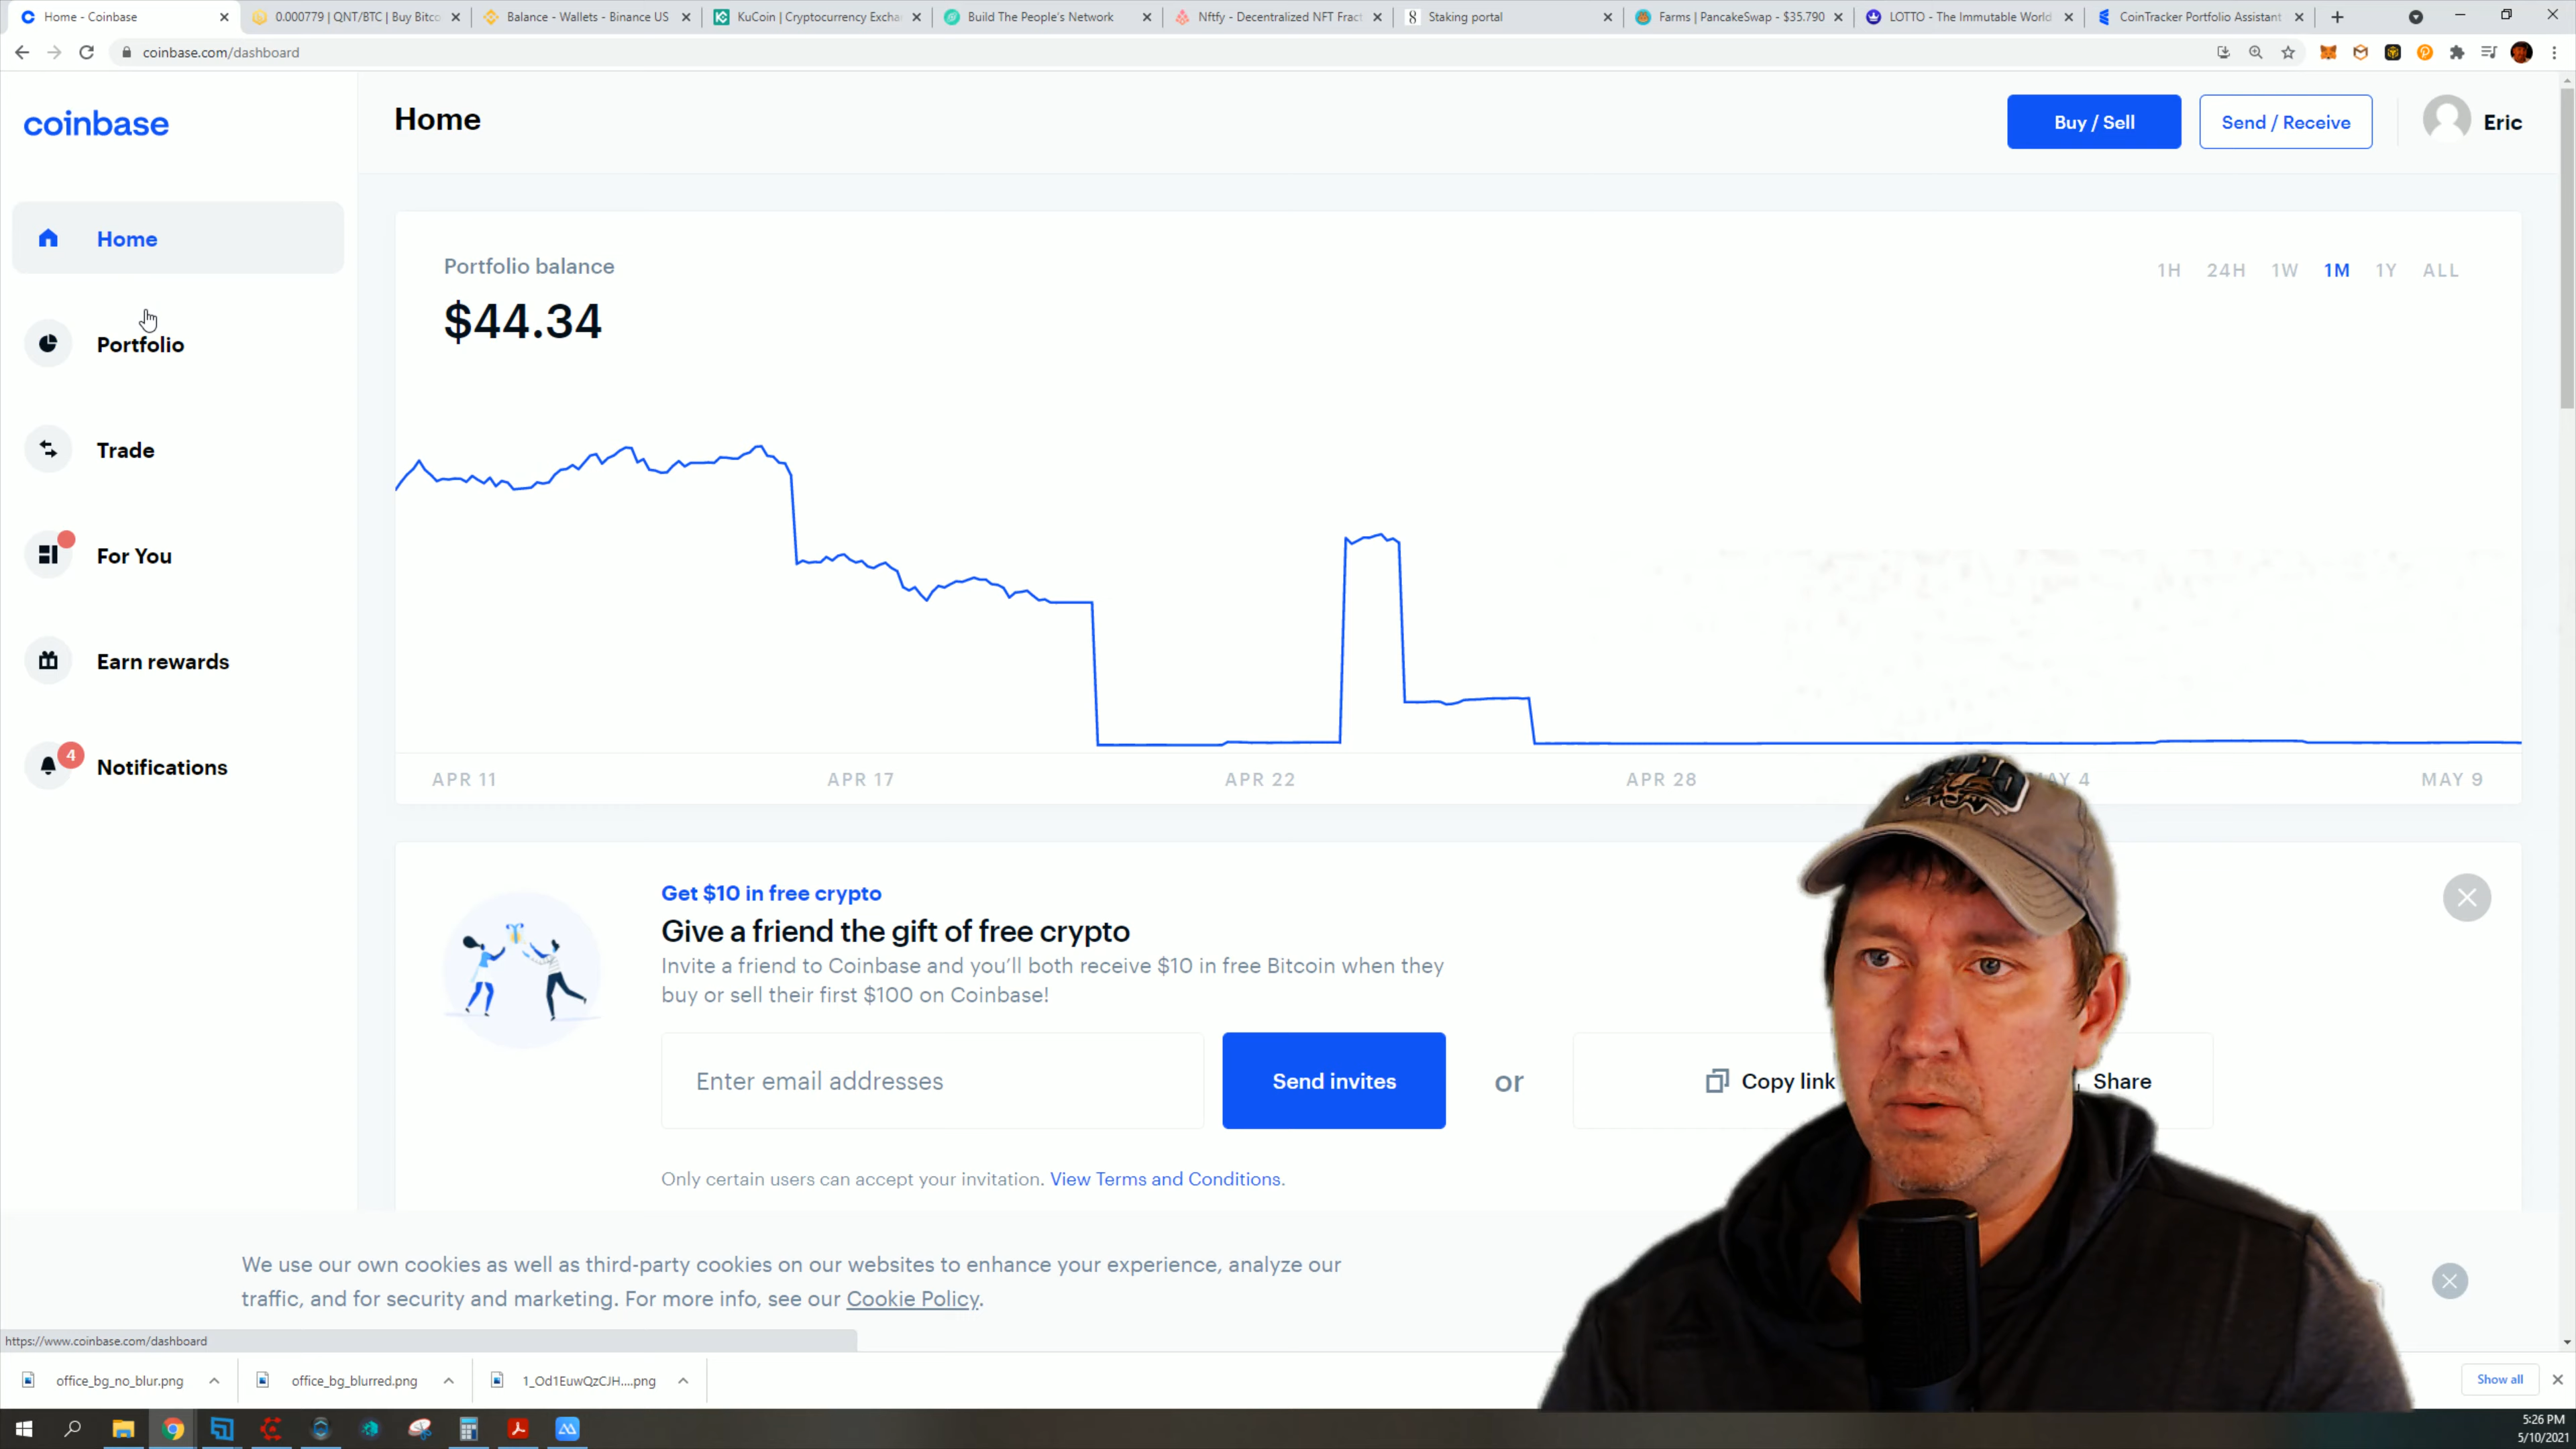 Home - Coinbase
0.000779 | QNT/BTC | Buy Bitco
Balance - Wallets - Binance US
KuCoin | Cryptocurrency Excha
Build The People's Network
Nftfy - Decentralized NFT Fract
Staking portal
Farms | PancakeSwap - $35.790
LOTTO - The Immutable World
CoinTracker Portfolio Assistant
coinbase.com/dashboard
coinbase
Home
Buy / Sell
Send / Receive
Eric
Home
Portfolio
Trade
For You
Earn rewards
4
Notifications
Portfolio balance
$44.34
1H 24H 1W 1M 1Y ALL
APR 11 APR 17 APR 22 APR 28 AY 4 MAY 9
Get $10 in free crypto
Give a friend the gift of free crypto
Invite a friend to Coinbase and you'll both receive $10 in free Bitcoin when they
buy or sell their first $100 on Coinbase!
Enter email addresses
Send invites
or
Copy link
Share
Only certain users can accept your invitation. View Terms and Conditions.
We use our own cookies as well as third-party cookies on our websites to enhance your experience, analyze our
traffic, and for security and marketing. For more info, see our Cookie Policy.
https://www.coinbase.com/dashboard
office_bg_no_blur.png
office_bg_blurred.png
1_Od1EuwQzCJH....png
Show all
5:26 PM
5/10/2021